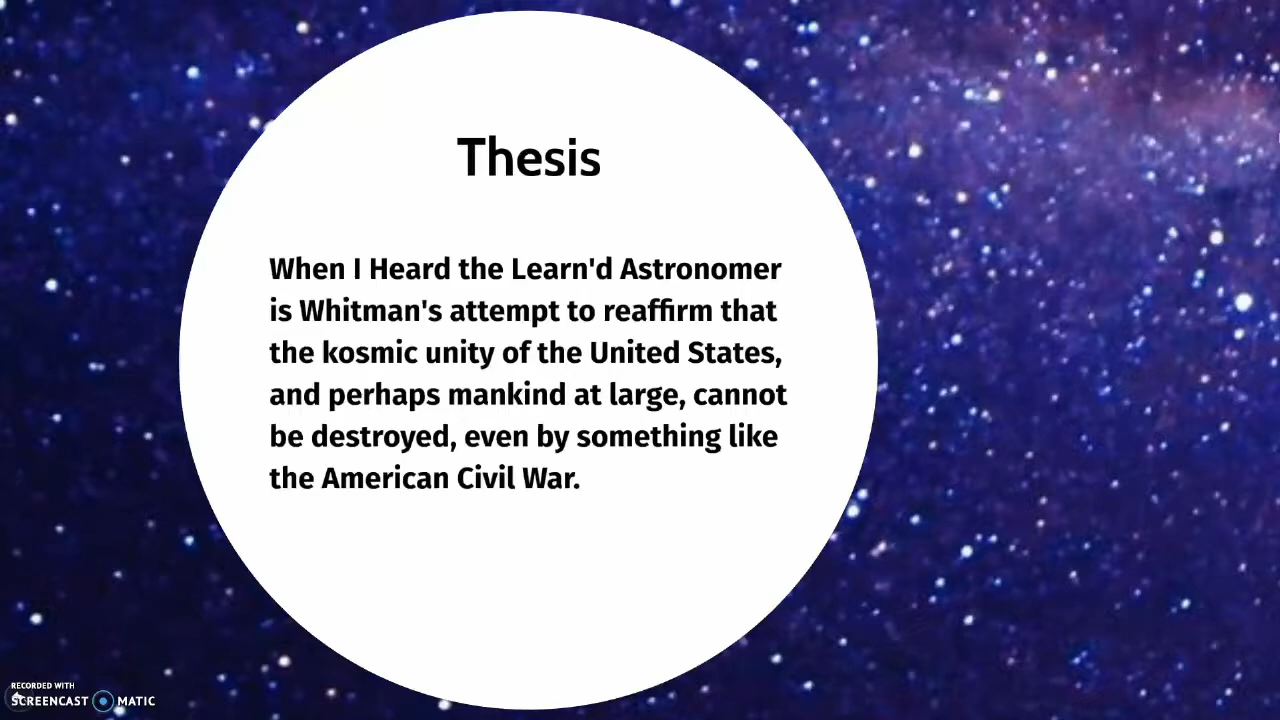 Thesis
When I Heard the Learn'd Astronomer
is Whitman's attempt to reaffirm that
the kosmic unity of the United States,
and perhaps mankind at large, cannot
be destroyed, even by something like
the American Civil War.
RECORDED WITH
SCREENCAST MATIC